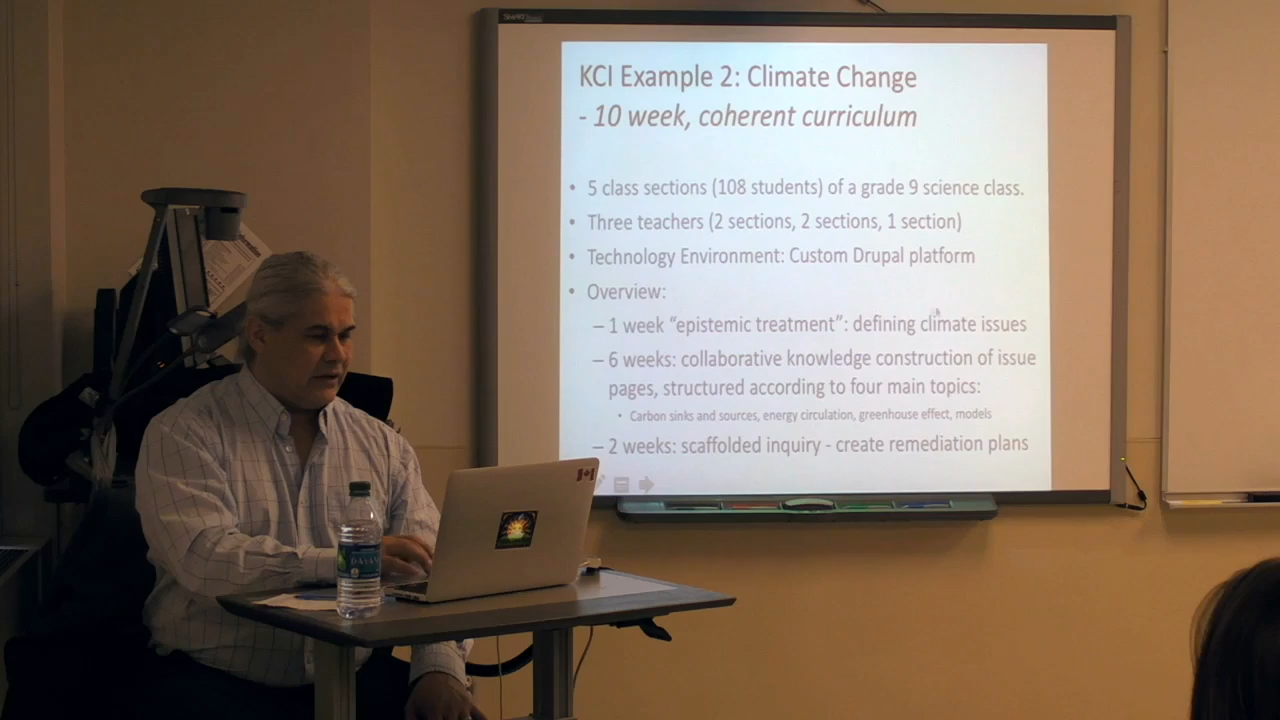 SMART
KCI Example 2: Climate Change
- 10 week, coherent curriculum
• 5 class sections (108 students) of a grade 9 science class.
• Three teachers (2 sections, 2 sections, 1 section)
• Technology Environment: Custom Drupal platform
• Overview:
– 1 week “epistemic treatment”: defining climate issues
– 6 weeks: collaborative knowledge construction of issue
pages, structured according to four main topics:
• Carbon sinks and sources, energy circulation, greenhouse effect, models
– 2 weeks: scaffolded inquiry - create remediation plans
DASANI